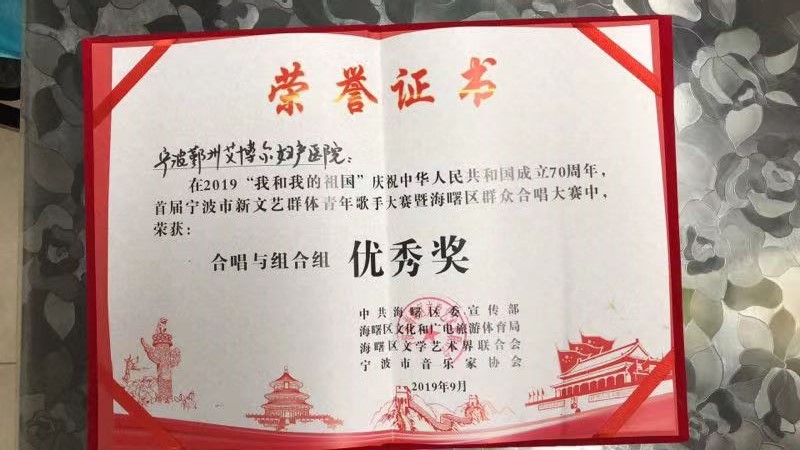 荣誉证书
宁波鄞州艾博尔妇产医院：
在2019“我和我的祖国”庆祝中华人民共和国成立70周年，
首届宁波市新文艺群体青年歌手大赛暨海曙区群众合唱大赛中，
荣获：
合唱与组合组 优秀奖
中共海曙区委宣传部
海曙区文化和广电旅游体育局
海曙区文学艺术界联合会
宁波市音乐家协会
2019年9月